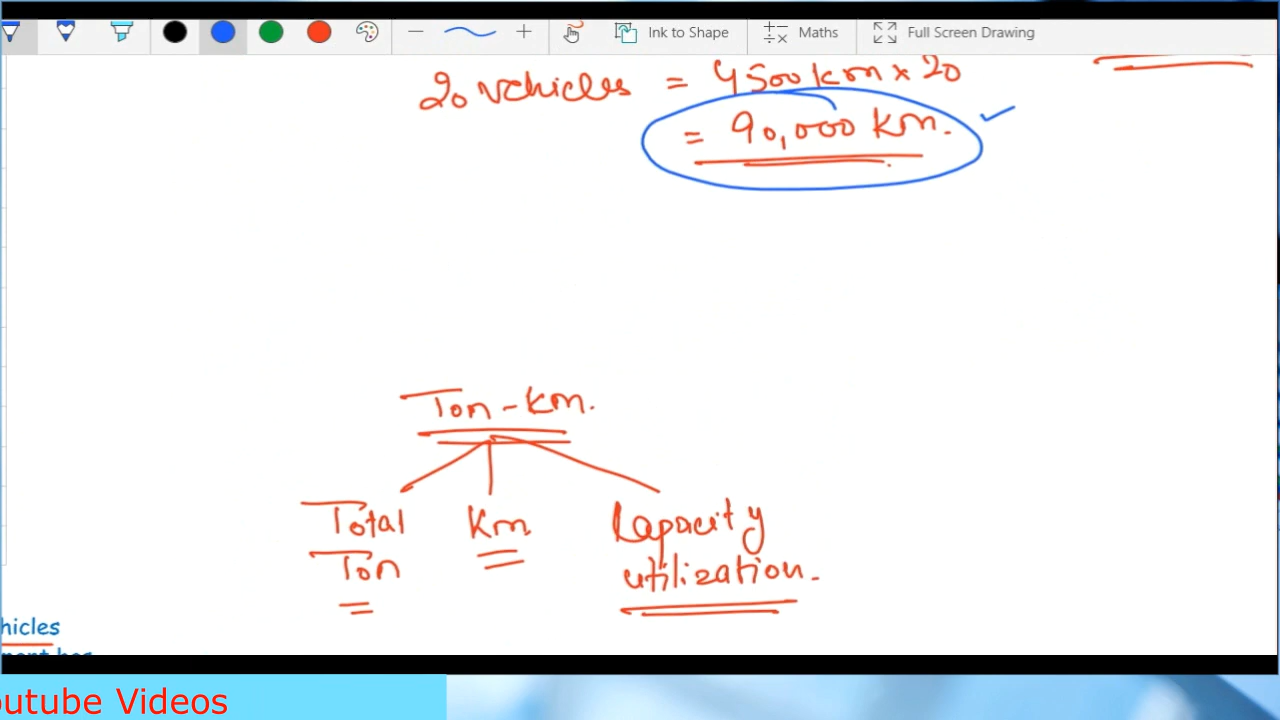 Ink to Shape
Maths
Full Screen Drawing
20 vehicles = 4500 km × 20
= 90,000 km.
Ton - Km.
Total Km Capacity
Ton utilization.
hicles
outube Videos